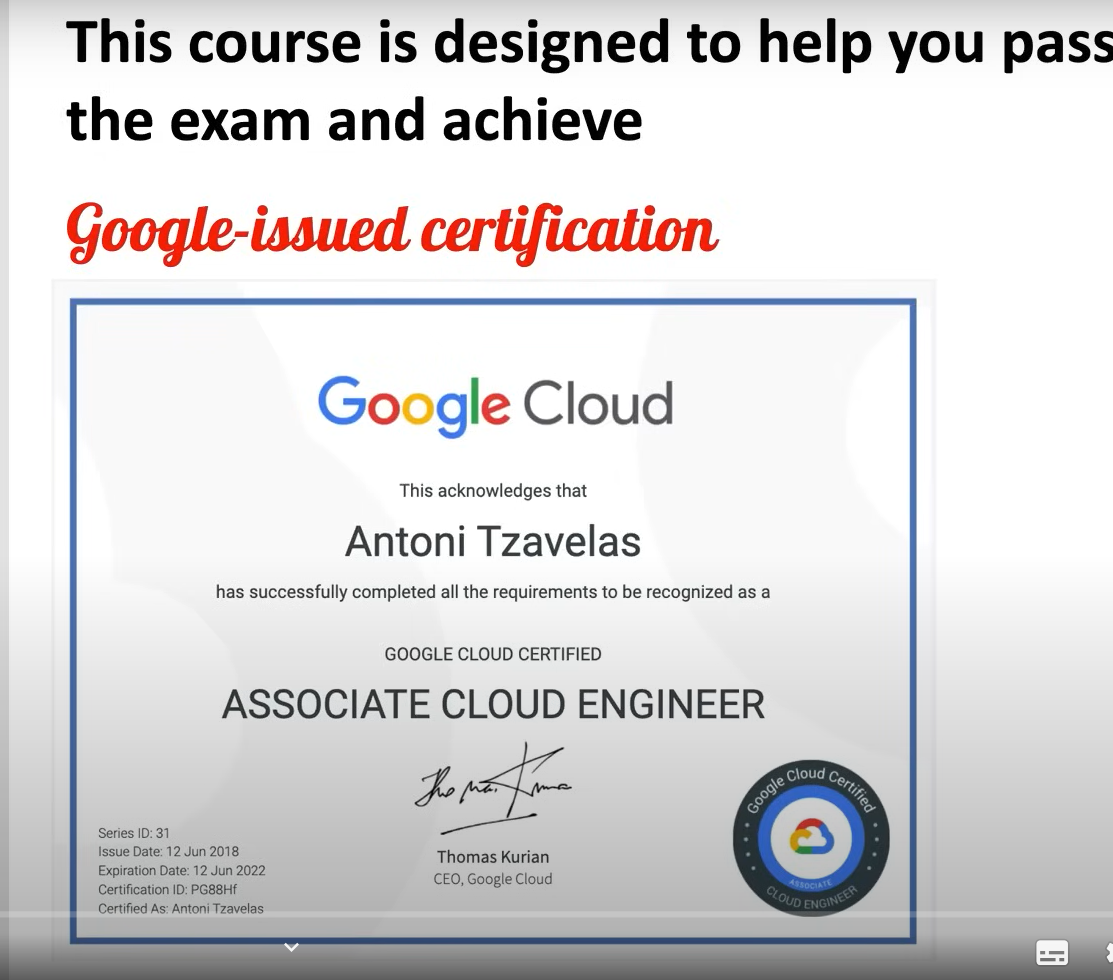 This course is designed to help you pass
the exam and achieve
Google-issued certification
Google Cloud
This acknowledges that
Antoni Tzavelas
has successfully completed all the requirements to be recognized as a
GOOGLE CLOUD CERTIFIED
ASSOCIATE CLOUD ENGINEER
Series ID: 31
Issue Date: 12 Jun 2018
Expiration Date: 12 Jun 2022
Certification ID: PG88Hf
Certified As: Antoni Tzavelas
Thomas Kurian
CEO, Google Cloud
Google Cloud Certified
ASSOCIATE
CLOUD ENGINEER